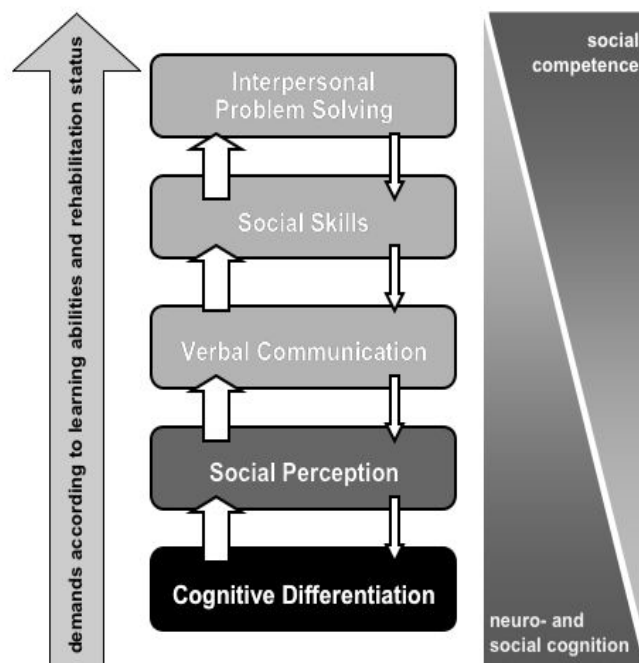 demands according to learning abilities and rehabilitation status
Interpersonal
Problem Solving
Social Skills
Verbal Communication
Social Perception
Cognitive Differentiation
social
competence
neuro- and
social cognition